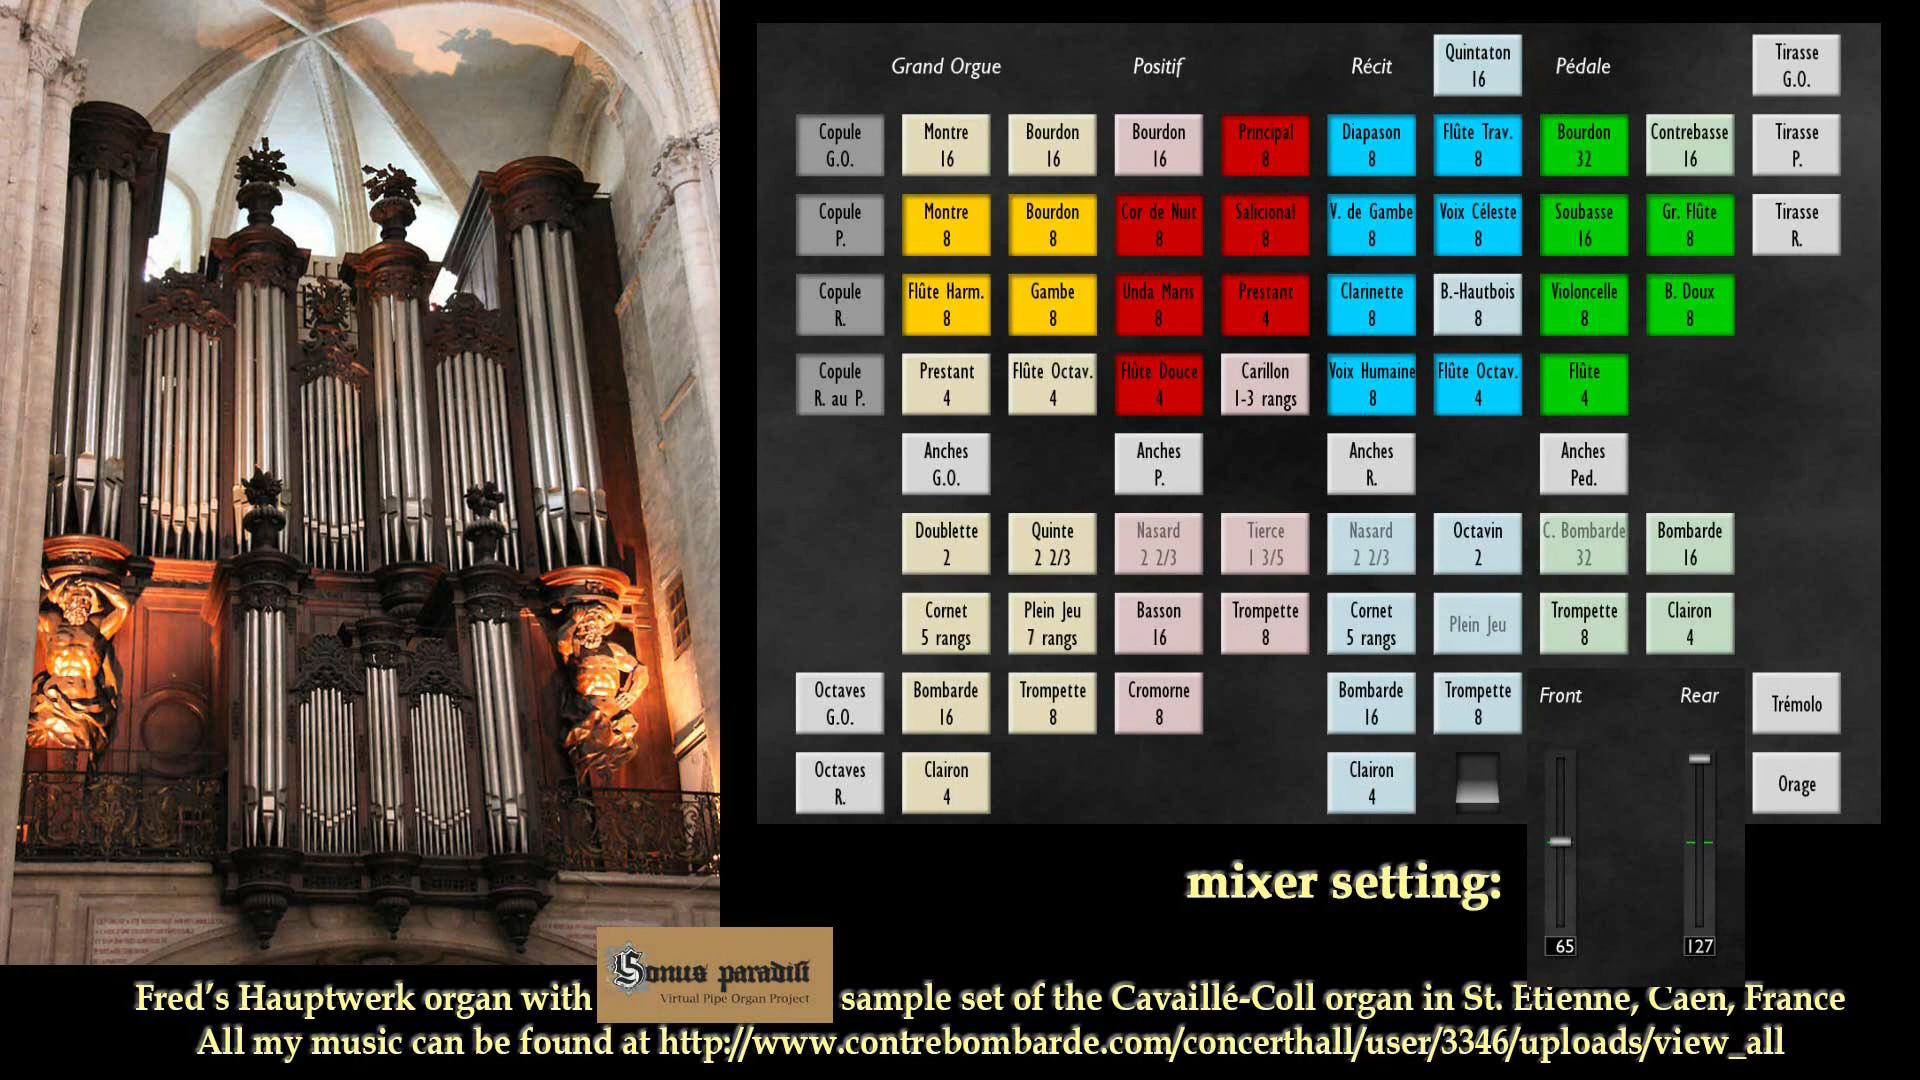 Grand Orgue
Positif
Récit
Quintaton
16
Pédale
Tirasse
G.O.
Copule
G.O.
Montre
16
Bourdon
16
Bourdon
16
Principal
8
Diapason
8
Flûte Trav.
8
Bourdon
32
Contrebasse
16
Tirasse
P.
Copule
P.
Montre
8
Bourdon
8
Cor de Nuit
8
Salicional
8
V. de Gambe
8
Voix Céleste
8
Soubasse
16
Gr. Flûte
8
Tirasse
R.
Copule
R.
Flûte Harm.
8
Gambe
8
Unda Maris
8
Prestant
4
Clarinette
8
B.-Hautbois
8
Violoncelle
8
B. Doux
8
Copule
R. au P.
Prestant
4
Flûte Octav.
4
Flûte Douce
4
Carillon
1-3 rangs
Voix Humaine
8
Flûte Octav.
4
Flûte
4
Anches
G.O.
Anches
P.
Anches
R.
Anches
Ped.
Doublette
2
Quinte
2 2/3
Nasard
2 2/3
Tierce
1 3/5
Nasard
2 2/3
Octavin
2
C. Bombarde
32
Bombarde
16
Cornet
5 rangs
Plein Jeu
7 rangs
Basson
16
Trompette
8
Cornet
5 rangs
Plein Jeu
Trompette
8
Clairon
4
Octaves
G.O.
Bombarde
16
Trompette
8
Cromorne
8
Bombarde
16
Trompette
8
Front
Rear
Trémolo
Octaves
R.
Clairon
4
Clairon
4
Orage
mixer setting:
65
127
Sonus paradisi
Virtual Pipe Organ Project
Fred's Hauptwerk organ with sample set of the Cavaillé-Coll organ in St. Etienne, Caen, France
All my music can be found at http://www.contrebombarde.com/concerthall/user/3346/uploads/view_all